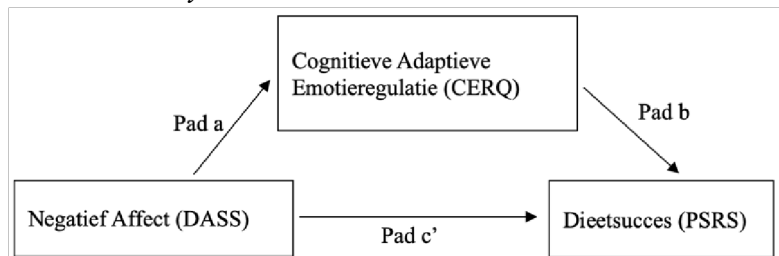 Cognitieve Adaptieve
Emotieregulatie (CERQ)
Pad a
Pad b
Negatief Affect (DASS)
Dieetsucces (PSRS)
Pad c’